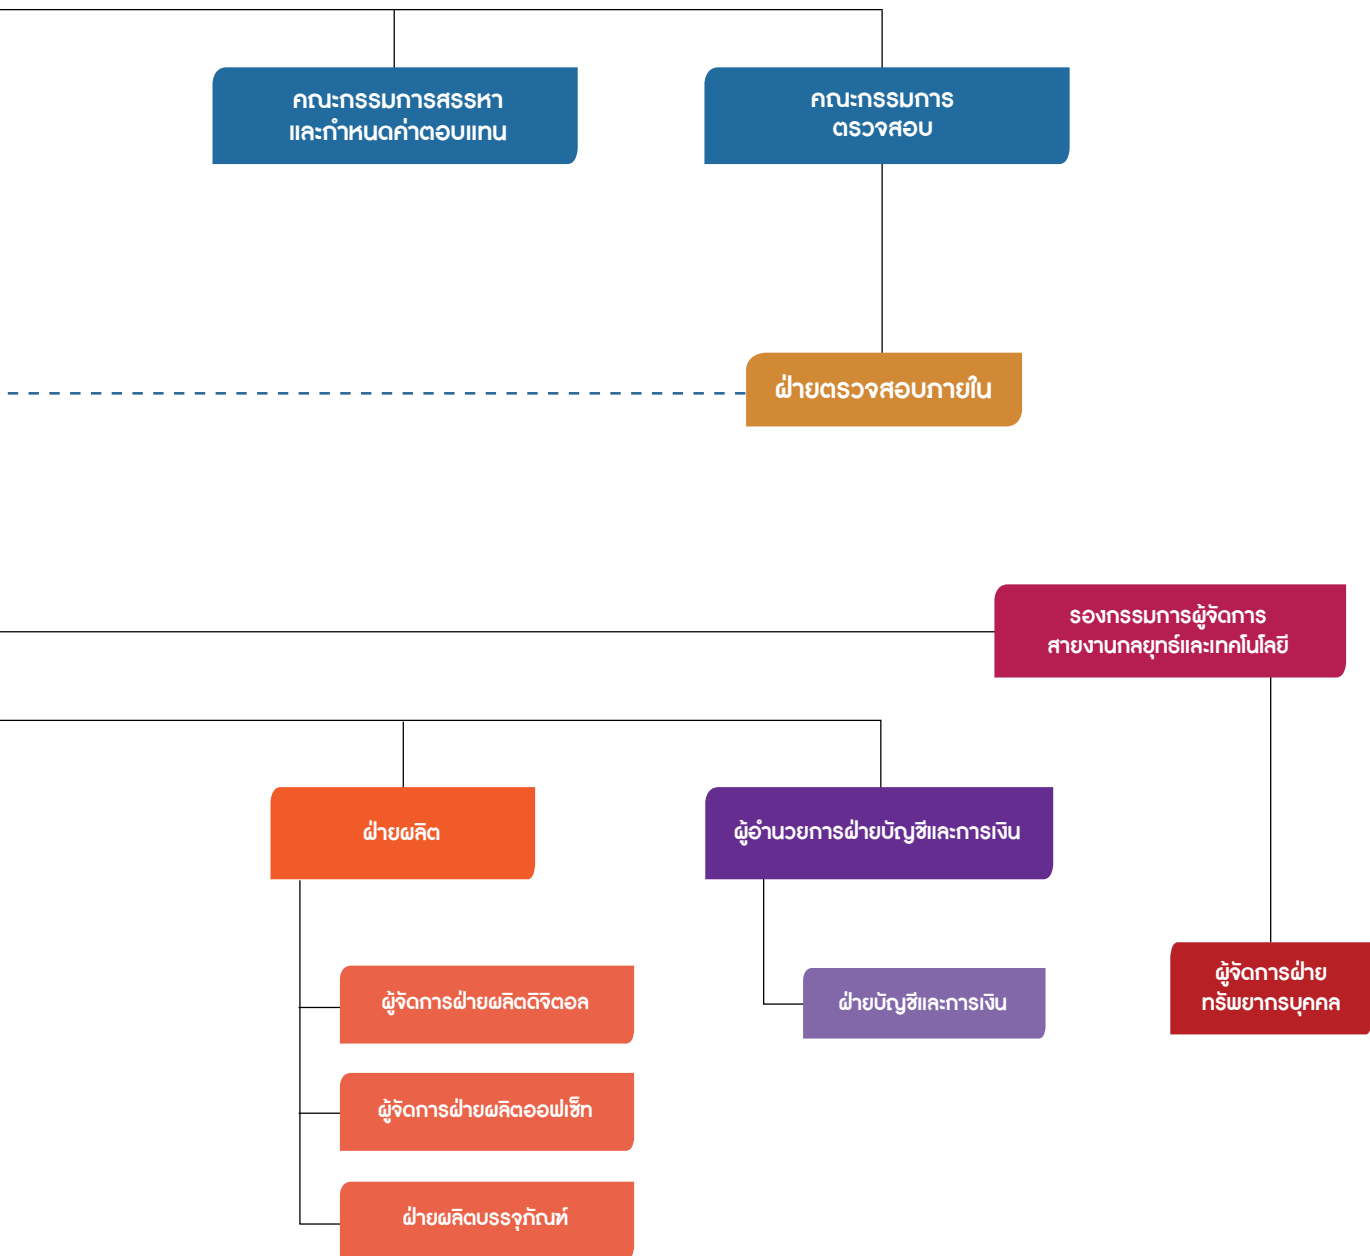 คณะกรรมการสรรหา
และกำหนดค่าตอบแทน
คณะกรรมการ
ตรวจสอบ
ฝ่ายตรวจสอบภายใน
รองกรรมการผู้จัดการ
สายงานกลยุทธ์และเทคโนโลยี
ฝ่ายผลิต
ผู้อำนวยการฝ่ายบัญชีและการเงิน
ผู้จัดการฝ่ายผลิตดิจิตอล
ฝ่ายบัญชีและการเงิน
ผู้จัดการฝ่าย
ทรัพยากรบุคคล
ผู้จัดการฝ่ายผลิตออฟเซ็ท
ฝ่ายผลิตบรรจุภัณฑ์